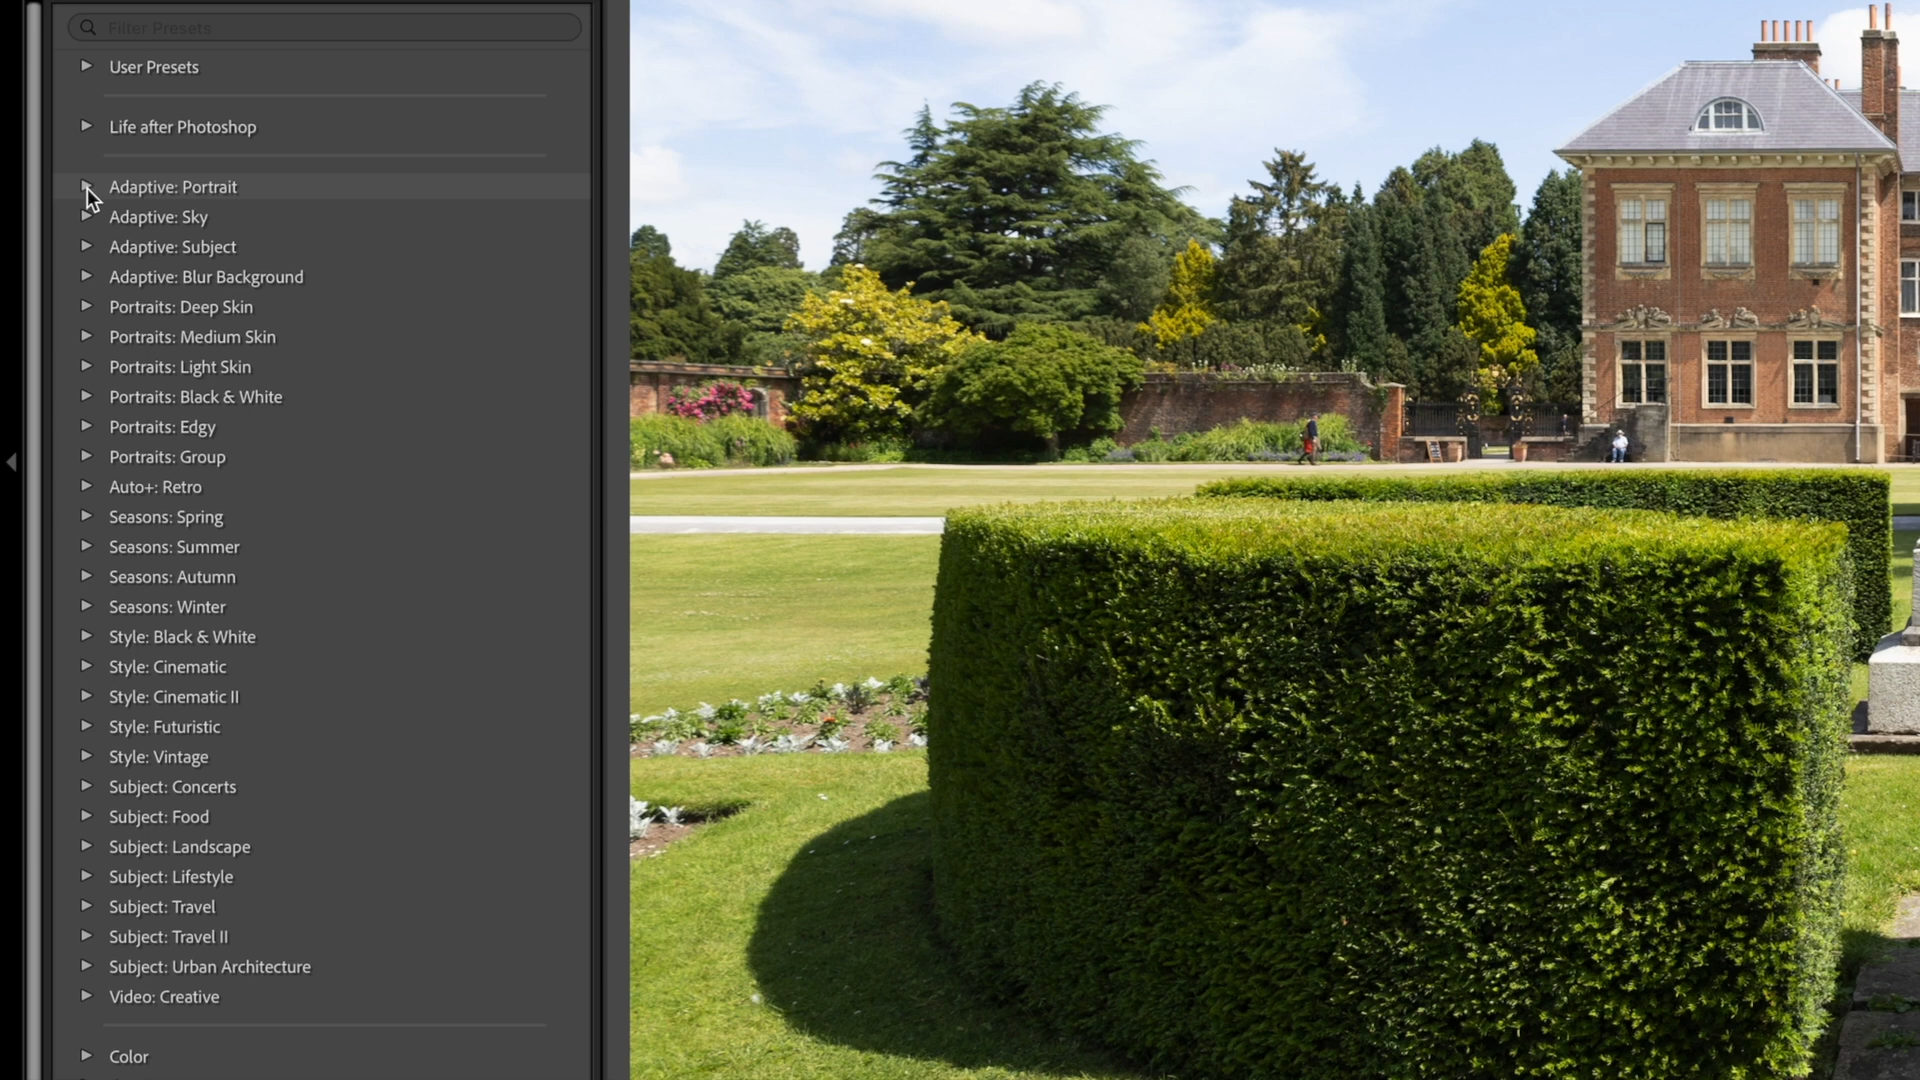 Filter Presets
User Presets
Life after Photoshop
Adaptive: Portrait
Adaptive: Sky
Adaptive: Subject
Adaptive: Blur Background
Portraits: Deep Skin
Portraits: Medium Skin
Portraits: Light Skin
Portraits: Black & White
Portraits: Edgy
Portraits: Group
Auto+: Retro
Seasons: Spring
Seasons: Summer
Seasons: Autumn
Seasons: Winter
Style: Black & White
Style: Cinematic
Style: Cinematic II
Style: Futuristic
Style: Vintage
Subject: Concerts
Subject: Food
Subject: Landscape
Subject: Lifestyle
Subject: Travel
Subject: Travel II
Subject: Urban Architecture
Video: Creative
Color